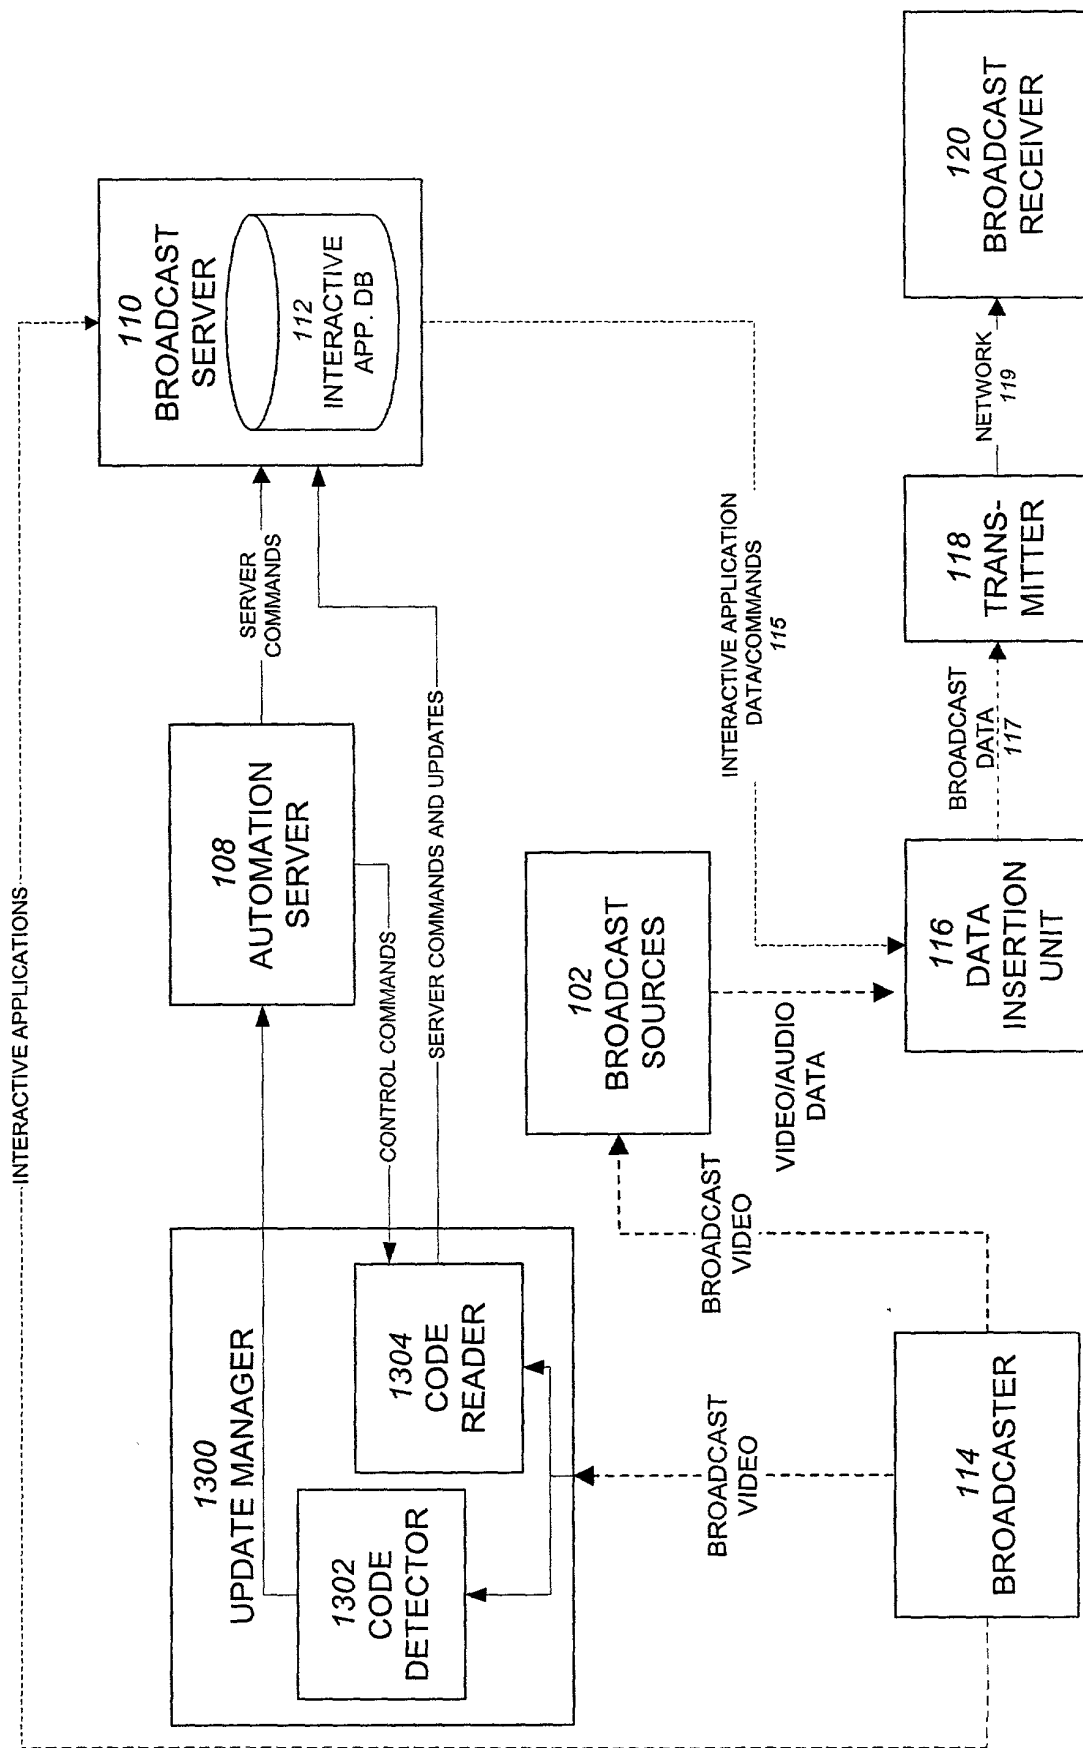 INTERACTIVE APPLICATIONS
1300
UPDATE MANAGER
1302
CODE
DETECTOR
1304
CODE
READER
108
AUTOMATION
SERVER
CONTROL COMMANDS
SERVER
COMMANDS
SERVER COMMANDS AND UPDATES
110
BROADCAST
SERVER
112
INTERACTIVE
APP. DB
BROADCAST
VIDEO
BROADCAST
VIDEO
102
BROADCAST
SOURCES
VIDEO/AUDIO
DATA
INTERACTIVE APPLICATION
DATA/COMMANDS
115
114
BROADCASTER
116
DATA
INSERTION
UNIT
BROADCAST
DATA
117
118
TRANS-
MITTER
NETWORK
119
120
BROADCAST
RECEIVER